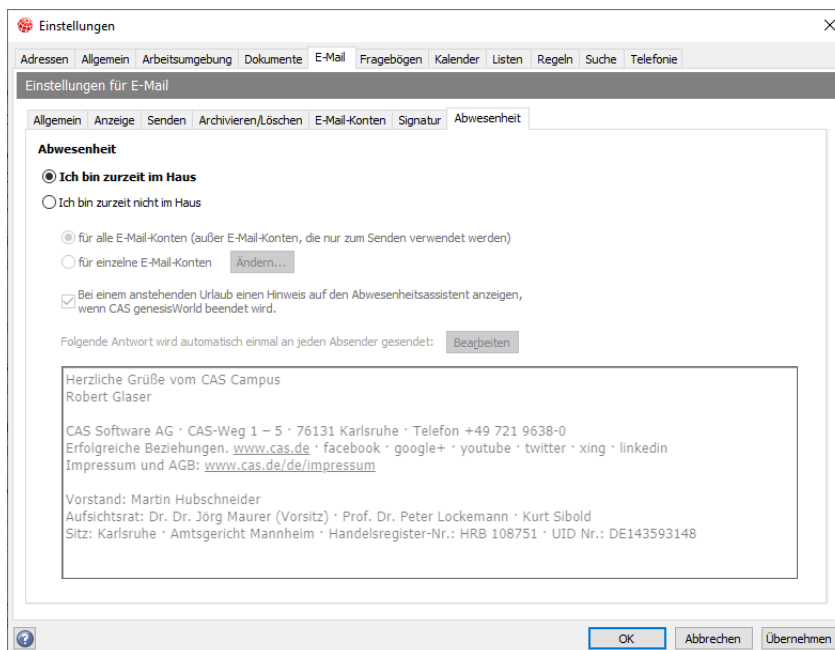 Einstellungen
Adressen Allgemein Arbeitsumgebung Dokumente E-Mail Fragebögen Kalender Listen Regeln Suche Telefonie
Einstellungen für E-Mail
Allgemein Anzeige Senden Archivieren/Löschen E-Mail-Konten Signatur Abwesenheit
Abwesenheit
Ich bin zurzeit im Haus
Ich bin zurzeit nicht im Haus
für alle E-Mail-Konten (außer E-Mail-Konten, die nur zum Senden verwendet werden)
für einzelne E-Mail-Konten Ändern...
Bei einem anstehenden Urlaub einen Hinweis auf den Abwesenheitsassistent anzeigen,
wenn CAS genesisWorld beendet wird.
Folgende Antwort wird automatisch einmal an jeden Absender gesendet: Bearbeiten
Herzliche Grüße vom CAS Campus
Robert Glaser
CAS Software AG · CAS-Weg 1 – 5 · 76131 Karlsruhe · Telefon +49 721 9638-0
Erfolgreiche Beziehungen. www.cas.de · facebook · google+ · youtube · twitter · xing · linkedin
Impressum und AGB: www.cas.de/de/impressum
Vorstand: Martin Hubschneider
Aufsichtsrat: Dr. Dr. Jörg Maurer (Vorsitz) · Prof. Dr. Peter Lockemann · Kurt Sibold
Sitz: Karlsruhe · Amtsgericht Mannheim · Handelsregister-Nr.: HRB 108751 · UID Nr.: DE143593148
? OK Abbrechen Übernehmen